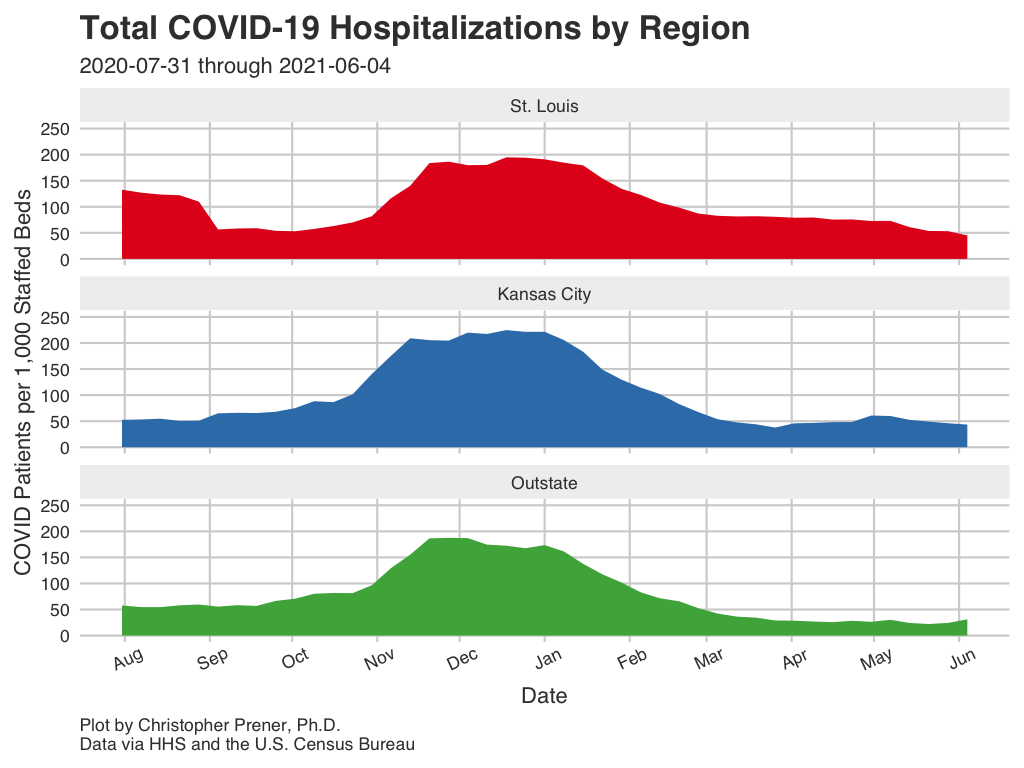 Total COVID-19 Hospitalizations by Region
2020-07-31 through 2021-06-04
COVID Patients per 1,000 Staffed Beds
St. Louis
250
200
150
100
50
0
Kansas City
250
200
150
100
50
0
Outstate
250
200
150
100
50
0
Aug Sep Oct Nov Dec Jan Feb Mar Apr May Jun
Date
Plot by Christopher Prener, Ph.D.
Data via HHS and the U.S. Census Bureau